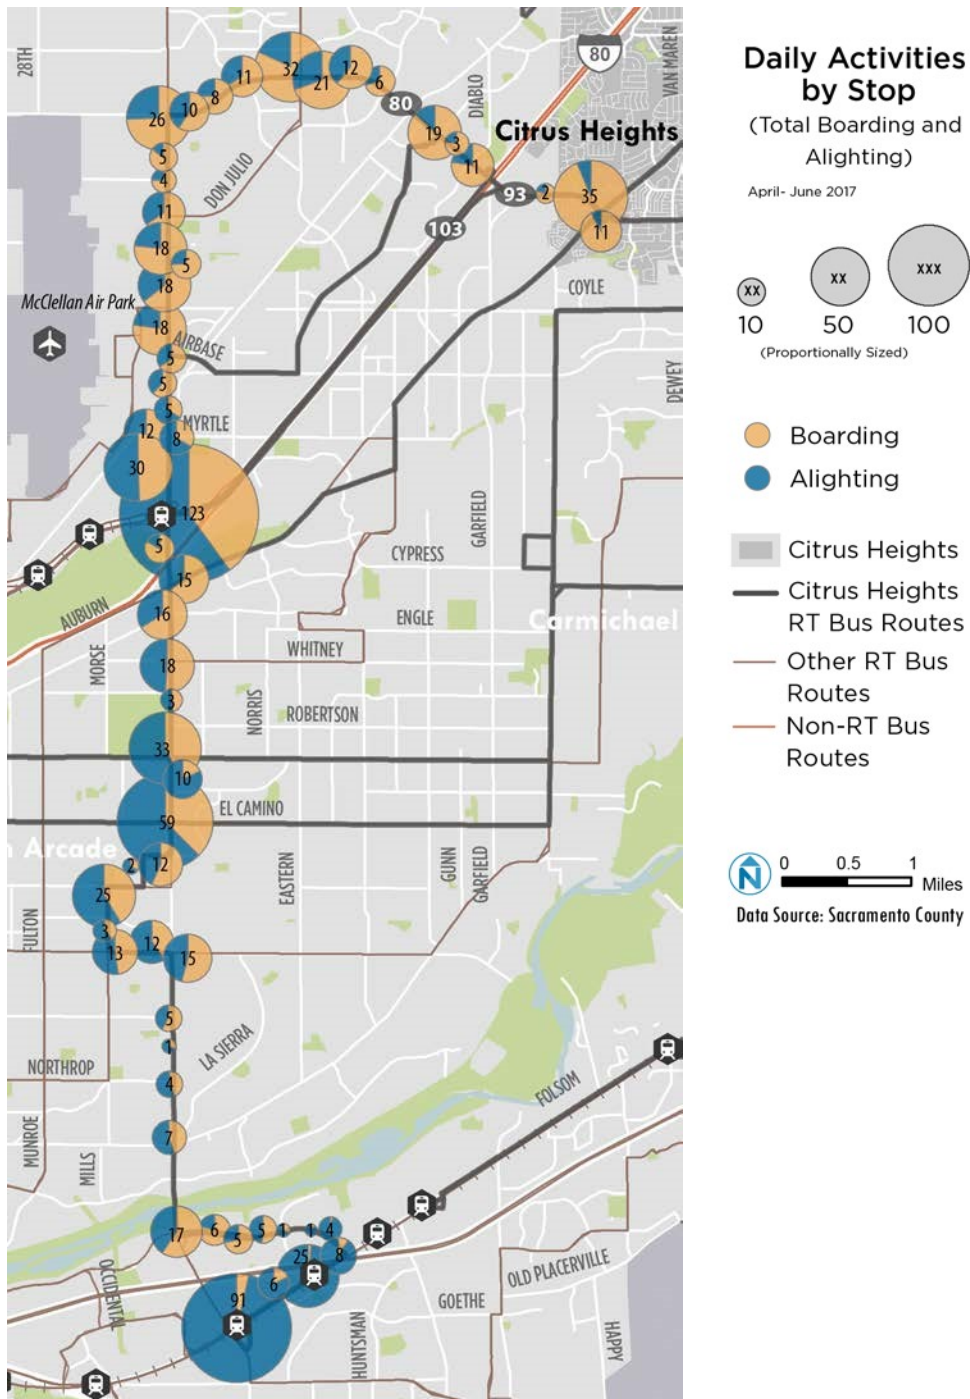 28TH
32
12
80
VAN MAREN
11
21
6
8
10
80
DIABLO
26
19
Citrus Heights
3
5
11
DON JULIO
4
93
2
35
11
103
11
18
5
18
COYLE
McClellan Air Park
18
AIRBASE
5
DEWEY
5
5
12
MYRTLE
8
30
123
GARFIELD
5
CYPRESS
15
AUBURN
16
ENGLE
Carmichael
WHITNEY
MORSE
18
3
NORRIS
ROBERTSON
33
10
EL CAMINO
59
Arcade
2
12
EASTERN
GUNN
GARFIELD
25
FULTON
3
12
13
15
5
1
LA SIERRA
NORTHROP
4
FOLSOM
MUNROE
7
MILLS
17
6
5
5
1
1
4
25
8
6
OCCIDENTAL
OLD PLACERVILLE
91
GOETHE
HUNTSMAN
HAPPY
Daily Activities
by Stop
(Total Boarding and
Alighting)
April- June 2017
XX
XX
XXX
10
50
100
(Proportionally Sized)
Boarding
Alighting
Citrus Heights
Citrus Heights
RT Bus Routes
Other RT Bus
Routes
Non-RT Bus
Routes
N
0 0.5 1
Miles
Data Source: Sacramento County